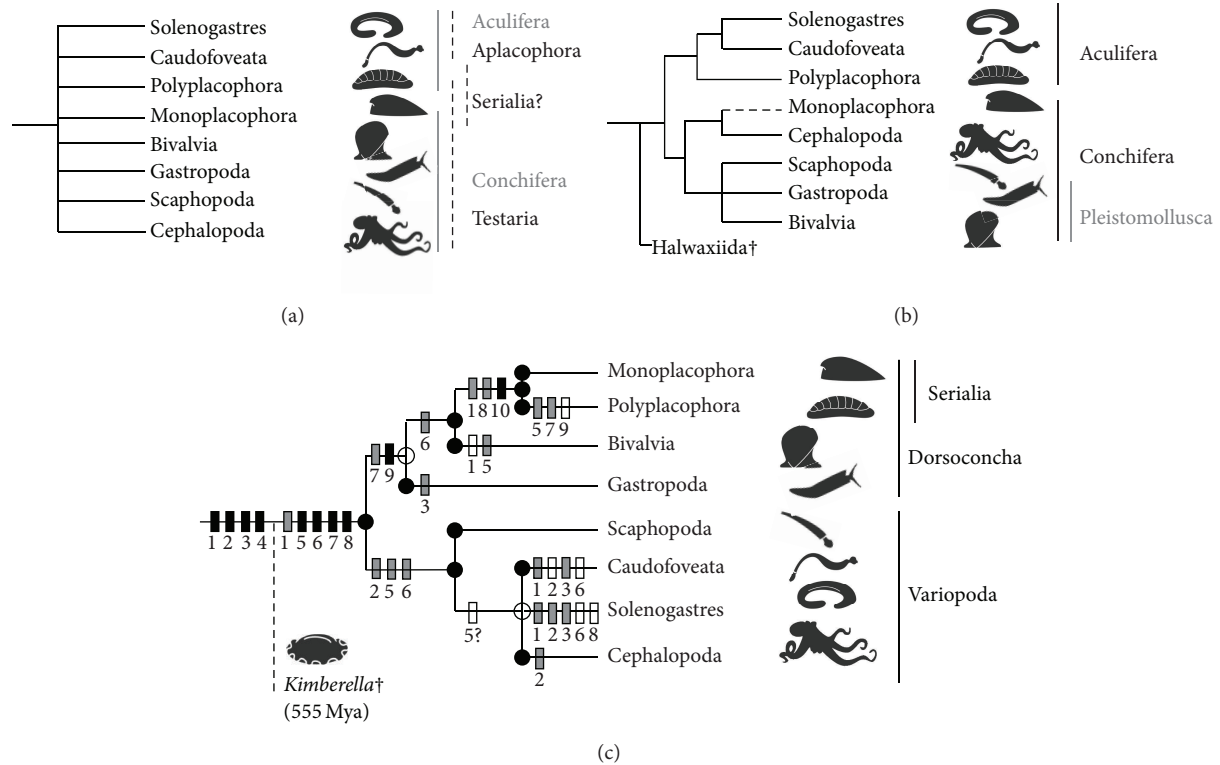 Solenogastres
Caudofoveata
Polyplacophora
Monoplacophora
Bivalvia
Gastropoda
Scaphopoda
Cephalopoda
Aculifera
Aplacophora
Serialia?
Conchifera
Testaria
(a)
Solenogastres
Caudofoveata
Polyplacophora
Monoplacophora
Cephalopoda
Scaphopoda
Gastropoda
Bivalvia
Halwaxiida†
Aculifera
Conchifera
Pleistomollusca
(b)
Monoplacophora
1 8 10
Polyplacophora
5 7 9
6
Bivalvia
1 5
7 9
Gastropoda
3
1 2 3 4 1 5 6 7 8
Scaphopoda
2 5 6
Caudofoveata
1 2 3 6
Solenogastres
5?
1 2 3 6 8
Cephalopoda
2
Kimberella†
(555 Mya)
Serialia
Dorsoconcha
Variopoda
(c)